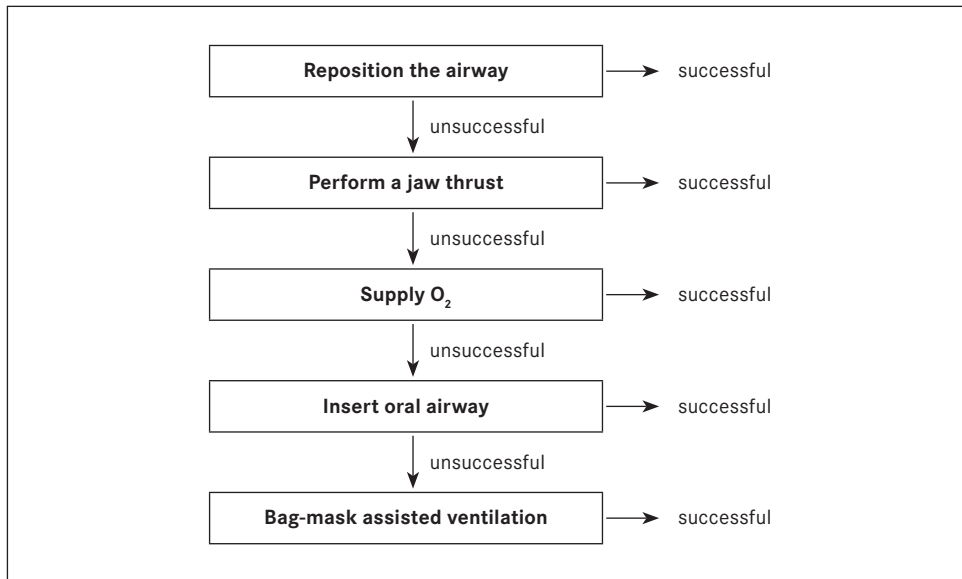 Reposition the airway
successful
unsuccessful
Perform a jaw thrust
successful
unsuccessful
Supply O₂
successful
unsuccessful
Insert oral airway
successful
unsuccessful
Bag-mask assisted ventilation
successful